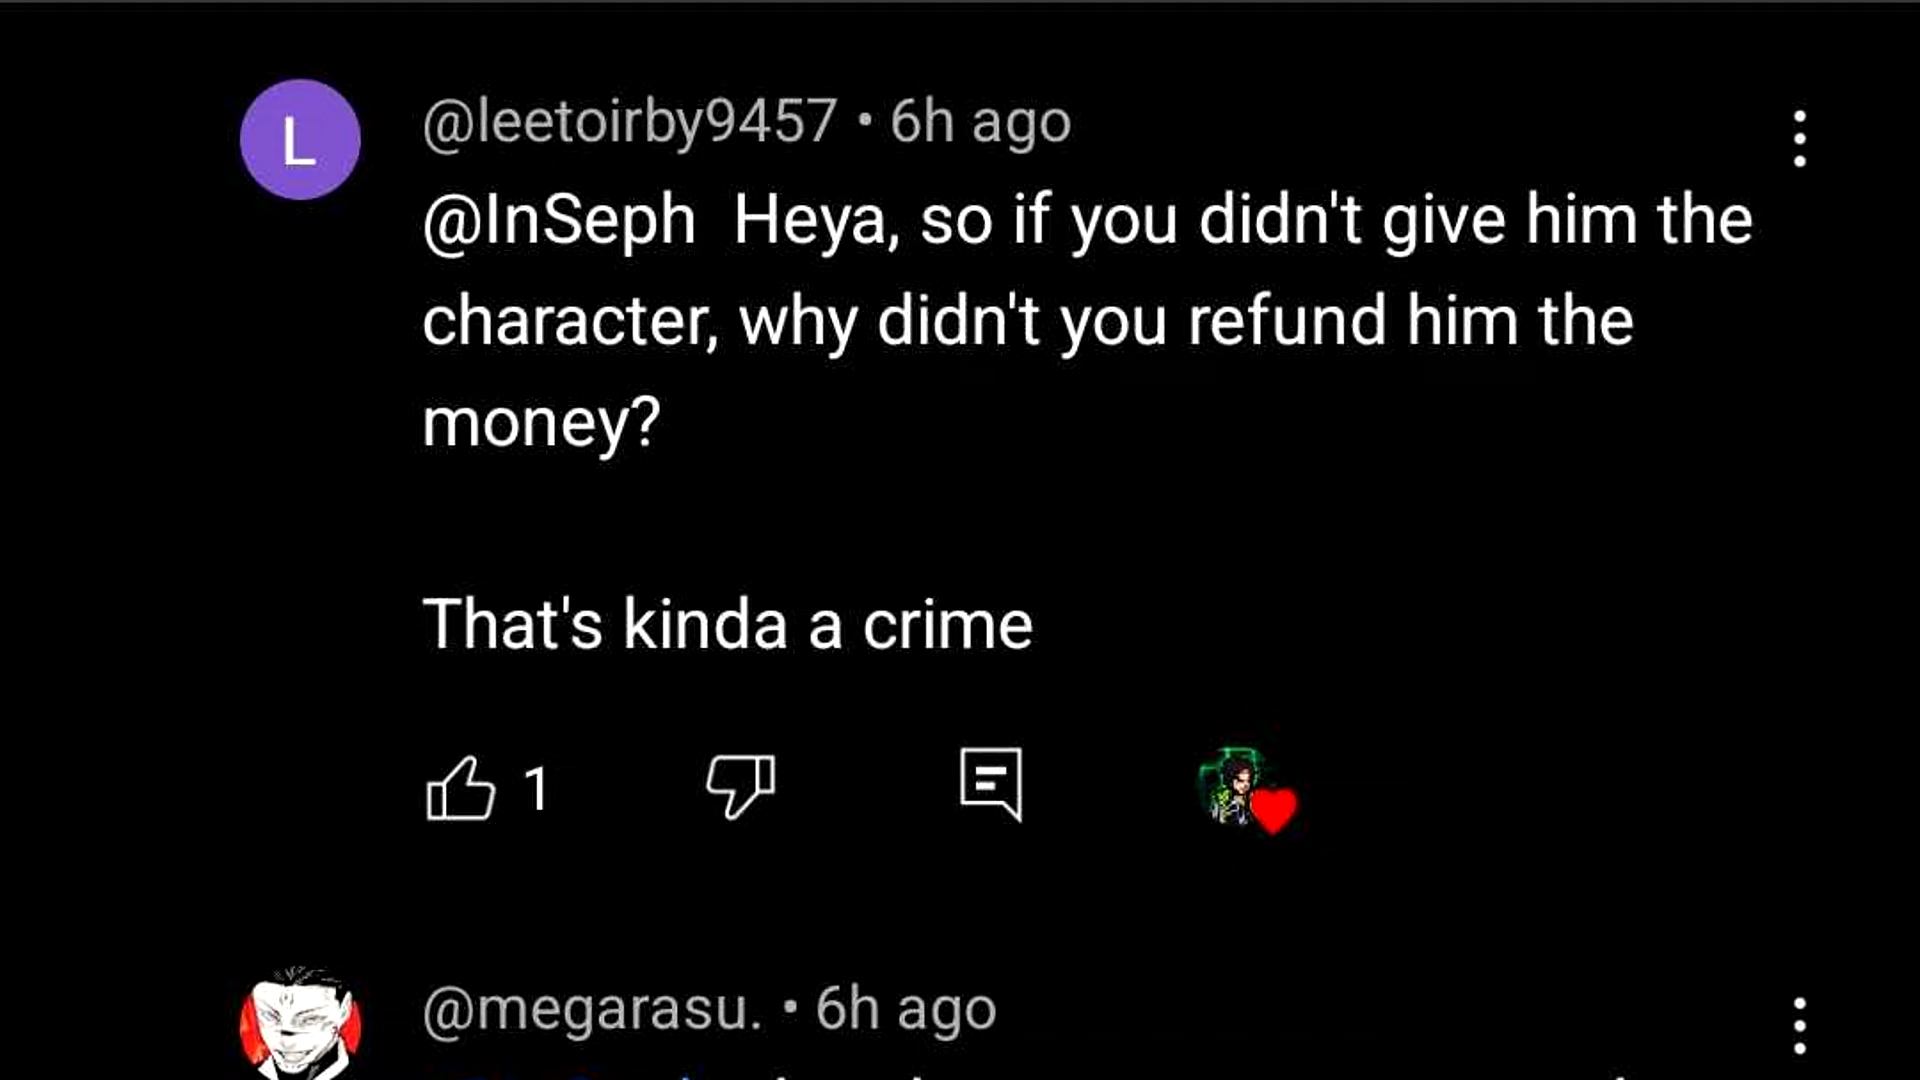 L
@leetoirby9457 • 6h ago
@InSeph  Heya, so if you didn't give him the
character, why didn't you refund him the
money?
That's kinda a crime
1
@megarasu. • 6h ago